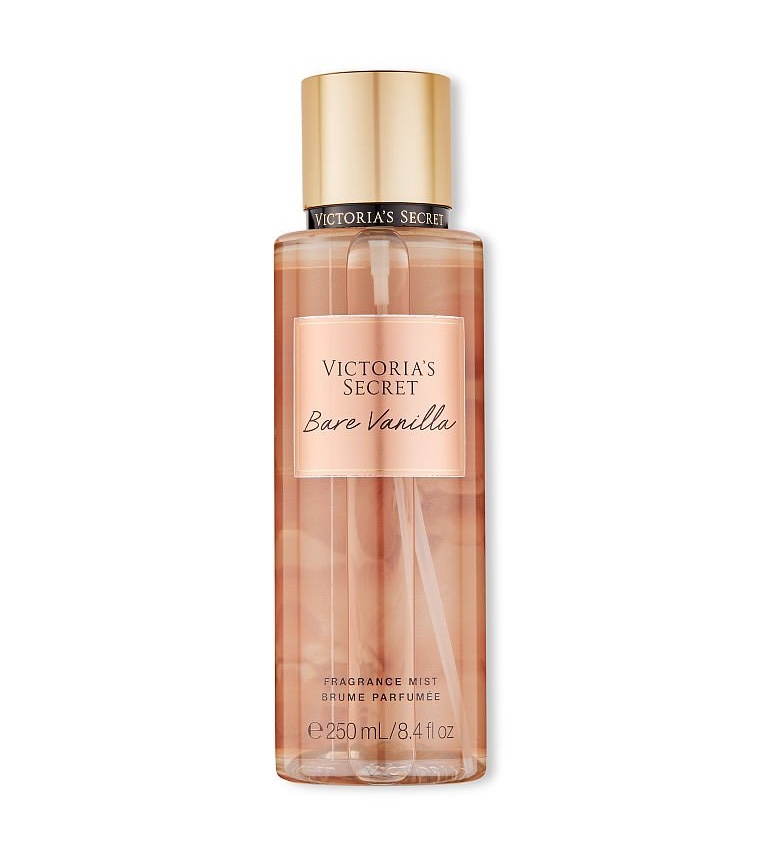 VICTORIA'S SECRET
VICTORIA'S
SECRET
Bare Vanilla
FRAGRANCE MIST
BRUME PARFUMÉE
℮ 250 mL/8.4 fl oz